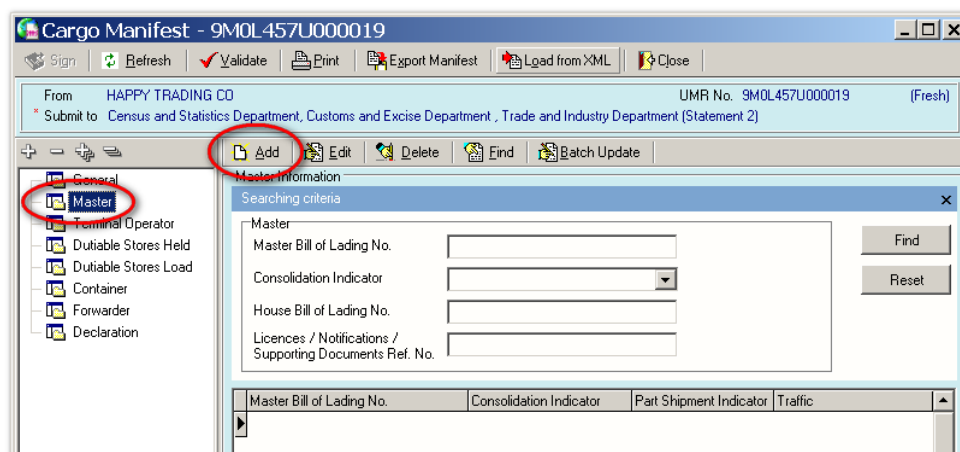 Cargo Manifest - 9M0L457U000019
Sign Refresh Validate Print Export Manifest Load from XML Close
From HAPPY TRADING CO UMR No. 9M0L457U000019 (Fresh)
* Submit to Census and Statistics Department, Customs and Excise Department , Trade and Industry Department (Statement 2)
Add Edit Delete Find Batch Update
General
Master
Terminal Operator
Dutiable Stores Held
Dutiable Stores Load
Container
Forwarder
Declaration
Master Information
Searching criteria
Master
Master Bill of Lading No.
Consolidation Indicator
House Bill of Lading No.
Licences / Notifications /
Supporting Documents Ref. No.
Find
Reset
Master Bill of Lading No. Consolidation Indicator Part Shipment Indicator Traffic